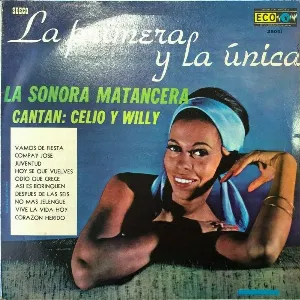 SEECO
ECO
La primera
y la única
LA SONORA MATANCERA
CANTAN: CELIO Y WILLY
VAMOS DE FIESTA
COMPAY JOSE
JUVENTUD
HOY SE QUE VUELVES
ODIO QUE CRECE
ASI ES BORINQUEN
DESPUES DE LAS SEIS
NO MAS JELENGUE
VIVE LA VIDA HOY
CORAZON HERIDO